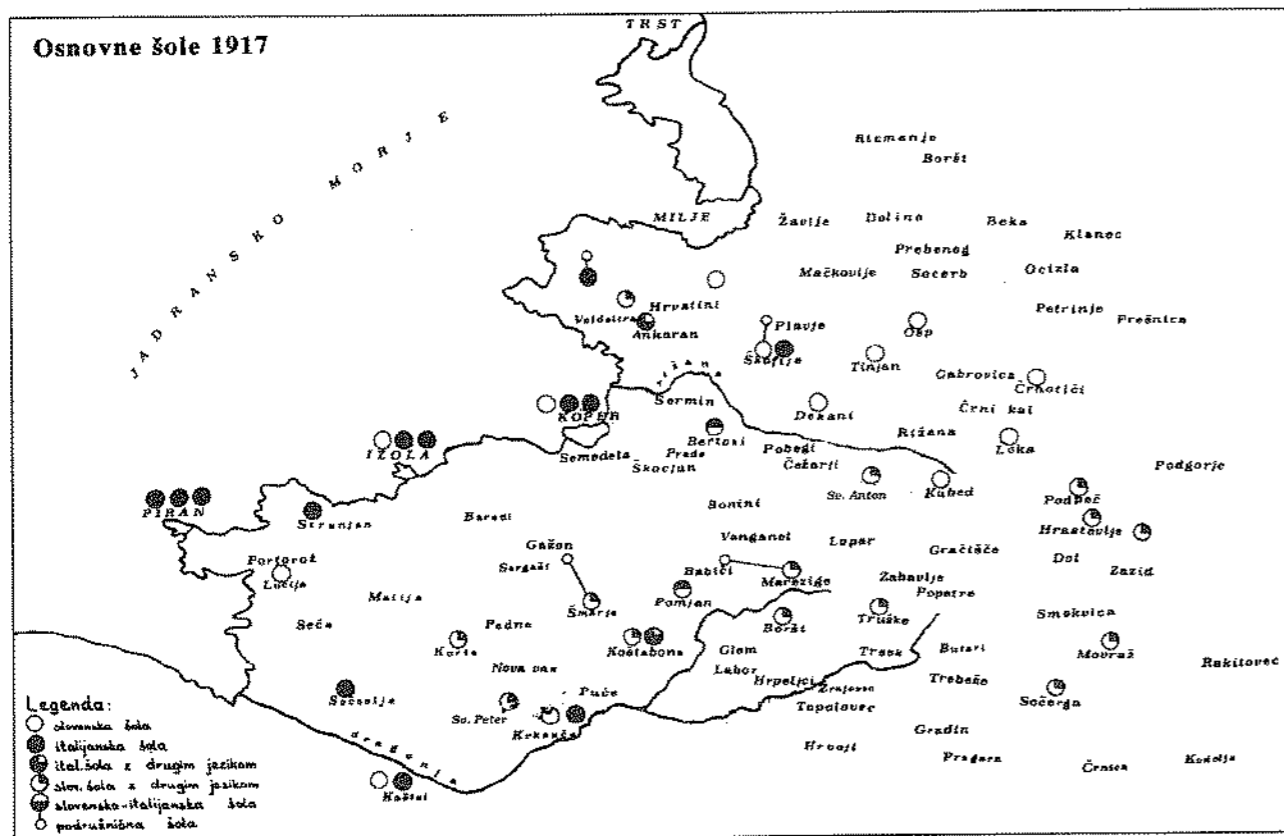 Osnovne šole 1917
TRST
JADRANSKO MORJE
Ricmanje
Boršt
MILJE
Žavlje
Dolina
Beka
Klanec
Prebeneg
Mačkovlje
Socerb
Ocizla
Petrinje
Prešnica
Hrvatini
Ankaran
Plavje
Osp
Škofije
Tinjan
Gabrovica
Črnotiči
rižana
Sermin
Dekani
Črni kal
KOPER
Bertoki
Rižana
Loka
IZOLA
Semedela
Prade
Pobegi
Škocjan
Čežarji
Podgorje
Sv. Anton
Kubed
Podpeč
PIRAN
Strunjan
Baredi
Bonini
Hrastovlje
Gažon
Vanganel
Lopar
Gračišče
Dol
Portorož
Sergaši
Babiči
Marezige
Zabavlje
Zazid
Lucija
Malija
Šmarje
Pomjan
Popetre
Seča
Padna
Boršt
Truške
Smokvica
Korte
Koštabona
Glem
Trsek
Butari
Movraž
Rakitovec
Nova vas
Labor
Hrpeljci
Trebeše
Sočerga
Sečovlje
Sv. Peter
Puče
Topolovec
Krkavče
Gradin
Hrvoji
Pregara
Črnica
dragonja
Kaštel
Legenda:
slovenska šola
italijanska šola
ital. šola z drugim jezikom
slov. šola z drugim jezikom
slovensko-italijanska šola
podružnična šola